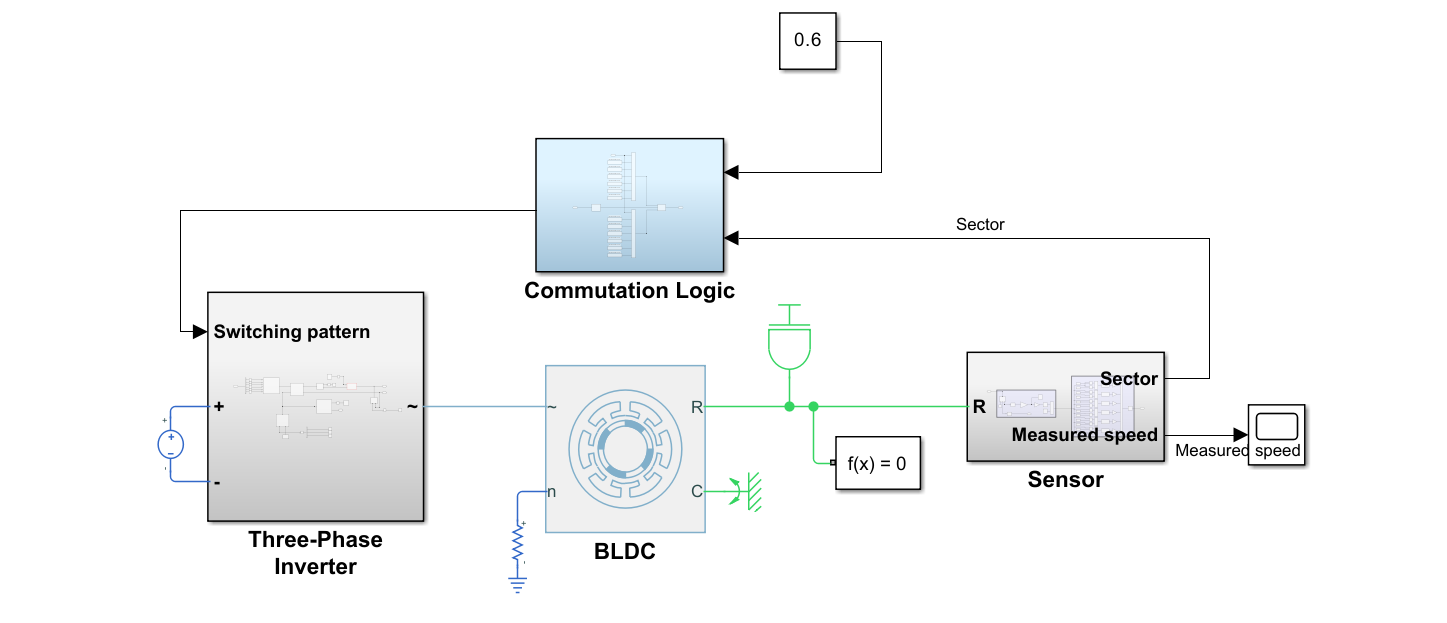 0.6
Sector
Commutation Logic
Switching pattern
+
~
+
+
-
-
~
R
n
C
+
-
f(x) = 0
R
Sector
Measured speed
Measured speed
Sensor
Three-Phase
Inverter
BLDC